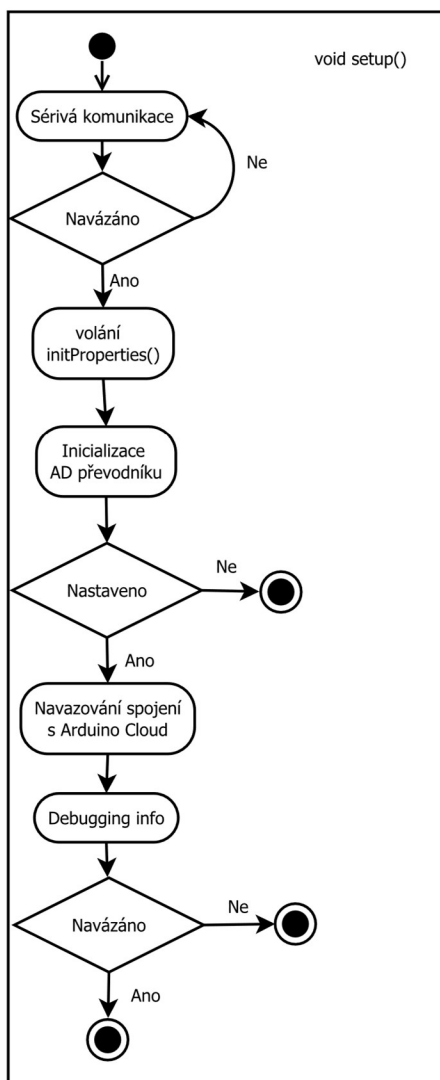 void setup()
Sérivá komunikace
Ne
Navázáno
Ano
volání
initProperties()
Inicializace
AD převodníku
Ne
Nastaveno
Ano
Navazování spojení
s Arduino Cloud
Debugging info
Ne
Navázáno
Ano